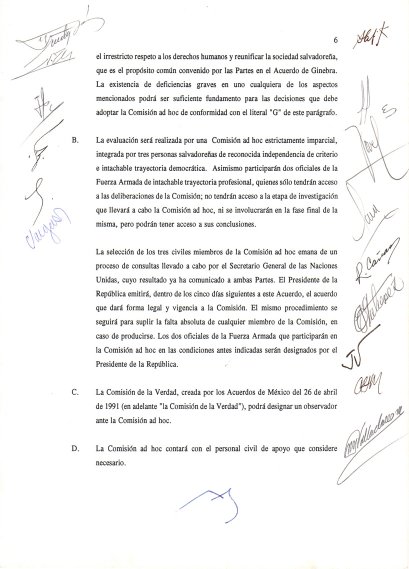 6
el irrestricto respeto a los derechos humanos y reunificar la sociedad salvadoreña,
que es el propósito común convenido por las Partes en el Acuerdo de Ginebra.
La existencia de deficiencias graves en uno cualquiera de los aspectos
mencionados podrá ser suficiente fundamento para las decisiones que debe
adoptar la Comisión ad hoc de conformidad con el literal "G" de este parágrafo.
B. La evaluación será realizada por una Comisión ad hoc estrictamente imparcial,
integrada por tres personas salvadoreñas de reconocida independencia de criterio
e intachable trayectoria democrática. Asimismo participarán dos oficiales de la
Fuerza Armada de intachable trayectoria profesional, quienes sólo tendrán acceso
a las deliberaciones de la Comisión; no tendrán acceso a la etapa de investigación
que llevará a cabo la Comisión ad hoc, ni se involucrarán en la fase final de la
misma, pero podrán tener acceso a sus conclusiones.
La selección de los tres civiles miembros de la Comisión ad hoc emana de un
proceso de consultas llevado a cabo por el Secretario General de las Naciones
Unidas, cuyo resultado ya ha comunicado a ambas Partes. El Presidente de la
República emitirá, dentro de los cinco días siguientes a este Acuerdo, el acuerdo
que dará forma legal y vigencia a la Comisión. El mismo procedimiento se
seguirá para suplir la falta absoluta de cualquier miembro de la Comisión, en
caso de producirse. Los dos oficiales de la Fuerza Armada que participarán en
la Comisión ad hoc en las condiciones antes indicadas serán designados por el
Presidente de la República.
C. La Comisión de la Verdad, creada por los Acuerdos de México del 26 de abril
de 1991 (en adelante "la Comisión de la Verdad"), podrá designar un observador
ante la Comisión ad hoc.
D. La Comisión ad hoc contará con el personal civil de apoyo que considere
necesario.